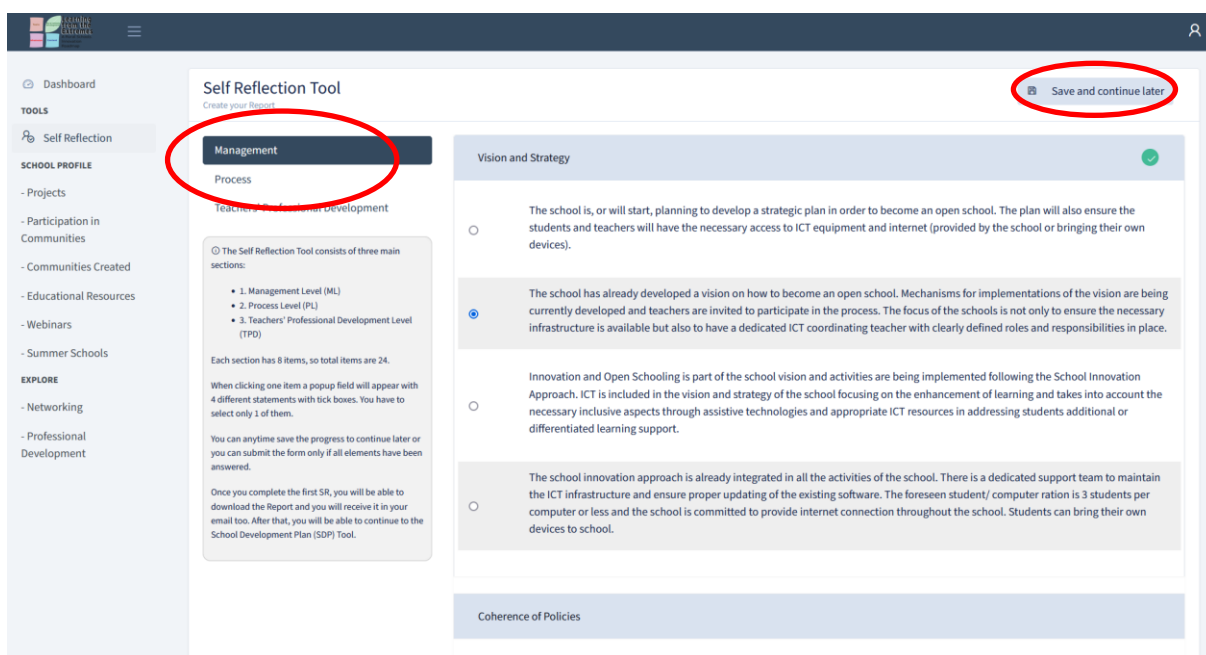 Learning
from the
Extremes
Dashboard
TOOLS
Self Reflection
SCHOOL PROFILE
- Projects
- Participation in
Communities
- Communities Created
- Educational Resources
- Webinars
- Summer Schools
EXPLORE
- Networking
- Professional
Development
Self Reflection Tool
Create your Report
Save and continue later
Management
Process
Teachers' Professional Development
The Self Reflection Tool consists of three main
sections:
• 1. Management Level (ML)
• 2. Process Level (PL)
• 3. Teachers' Professional Development Level
(TPD)
Each section has 8 items, so total items are 24.
When clicking one item a popup field will appear with
4 different statements with tick boxes. You have to
select only 1 of them.
You can anytime save the progress to continue later or
you can submit the form only if all elements have been
answered.
Once you complete the first SR, you will be able to
download the Report and you will receive it in your
email too. After that, you will be able to continue to the
School Development Plan (SDP) Tool.
Vision and Strategy
The school is, or will start, planning to develop a strategic plan in order to become an open school. The plan will also ensure the
students and teachers will have the necessary access to ICT equipment and internet (provided by the school or bringing their own
devices).
The school has already developed a vision on how to become an open school. Mechanisms for implementations of the vision are being
currently developed and teachers are invited to participate in the process. The focus of the schools is not only to ensure the necessary
infrastructure is available but also to have a dedicated ICT coordinating teacher with clearly defined roles and responsibilities in place.
Innovation and Open Schooling is part of the school vision and activities are being implemented following the School Innovation
Approach. ICT is included in the vision and strategy of the school focusing on the enhancement of learning and takes into account the
necessary inclusive aspects through assistive technologies and appropriate ICT resources in addressing students additional or
differentiated learning support.
The school innovation approach is already integrated in all the activities of the school. There is a dedicated support team to maintain
the ICT infrastructure and ensure proper updating of the existing software. The foreseen student/ computer ration is 3 students per
computer or less and the school is committed to provide internet connection throughout the school. Students can bring their own
devices to school.
Coherence of Policies